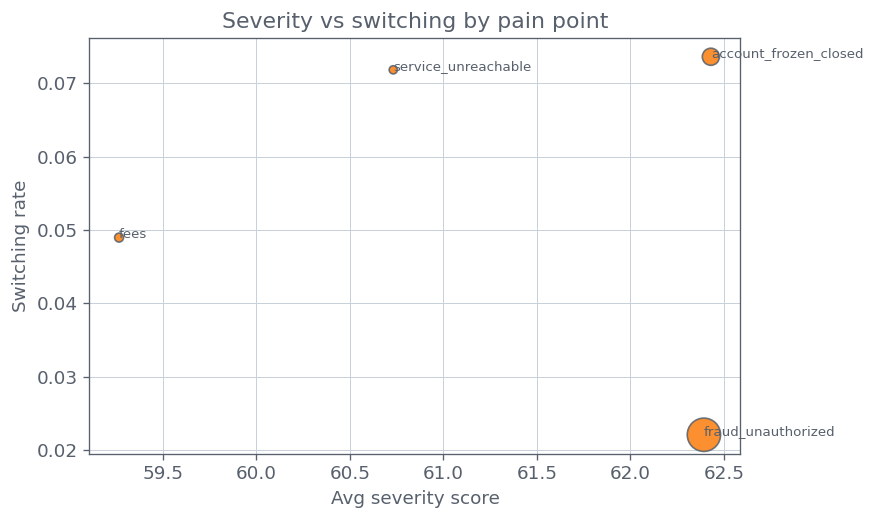 Severity vs switching by pain point
account_frozen_closed
service_unreachable
fees
fraud_unauthorized
Switching rate
0.07
0.06
0.05
0.04
0.03
0.02
59.5 60.0 60.5 61.0 61.5 62.0 62.5
Avg severity score